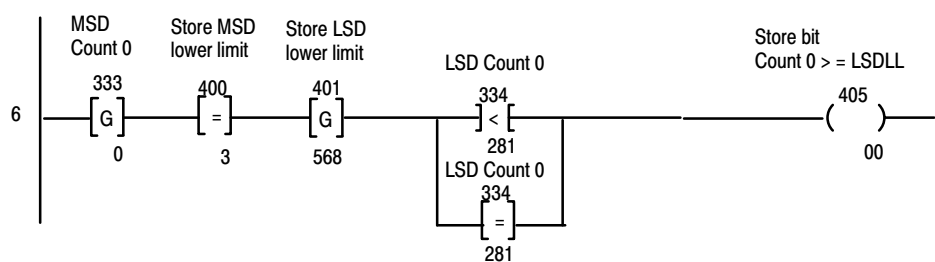 MSD
Count 0
Store MSD
lower limit
Store LSD
lower limit
LSD Count 0
Store bit
Count 0 > = LSDLL
6
333
G
0
400
=
3
401
G
568
334
<
281
LSD Count 0
334
=
281
405
00